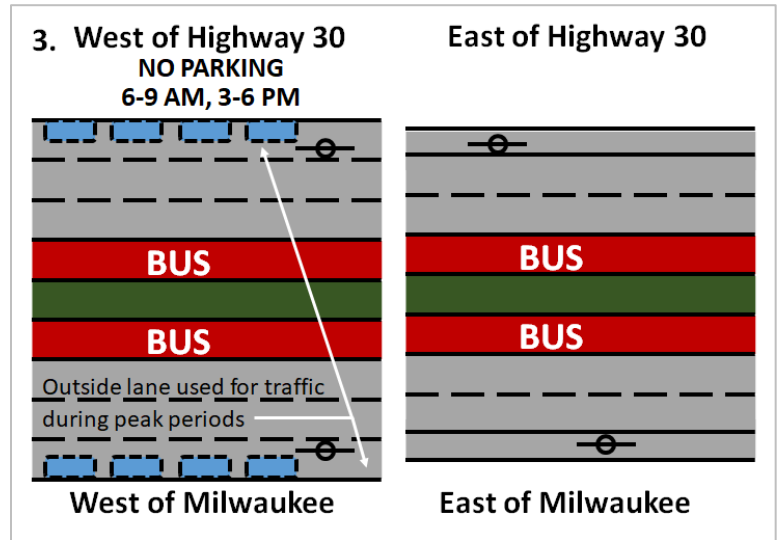 3. West of Highway 30
NO PARKING
6-9 AM, 3-6 PM
BUS
BUS
Outside lane used for traffic
during peak periods
West of Milwaukee
East of Highway 30
BUS
BUS
East of Milwaukee